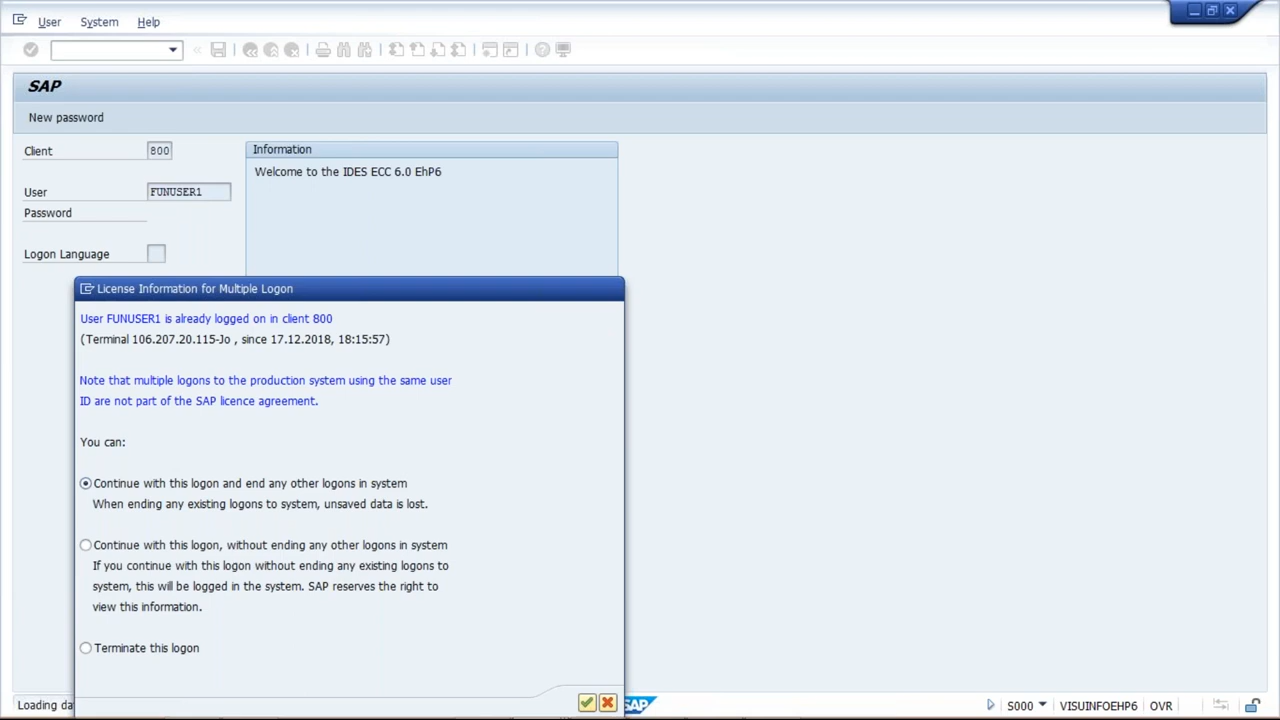 User System Help
SAP
New password
Client 800
Information
Welcome to the IDES ECC 6.0 EhP6
User FUNUSER1
Password
Logon Language
License Information for Multiple Logon
User FUNUSER1 is already logged on in client 800
(Terminal 106.207.20.115-Jo , since 17.12.2018, 18:15:57)
Note that multiple logons to the production system using the same user
ID are not part of the SAP licence agreement.
You can:
Continue with this logon and end any other logons in system
When ending any existing logons to system, unsaved data is lost.
Continue with this logon, without ending any other logons in system
If you continue with this logon without ending any existing logons to
system, this will be logged in the system. SAP reserves the right to
view this information.
Terminate this logon
Loading da SAP S000 VISUINFOEHP6 OVR